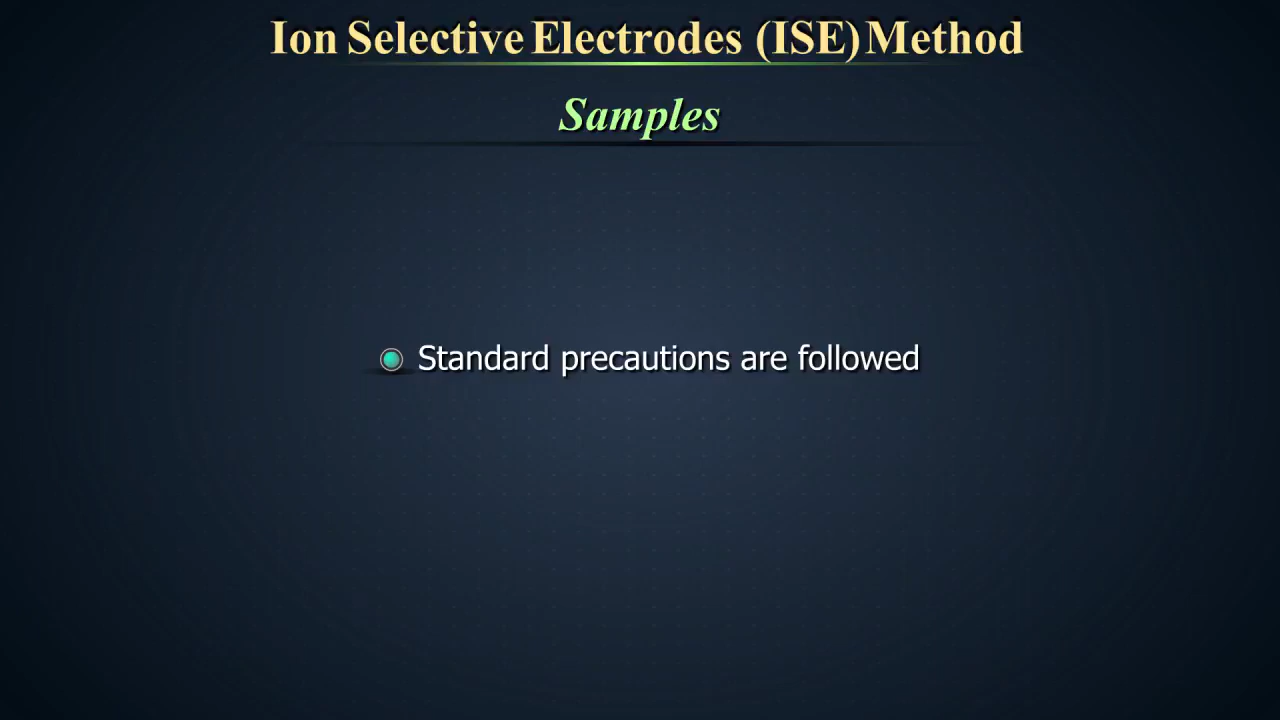 Ion Selective Electrodes (ISE) Method
Samples
Standard precautions are followed